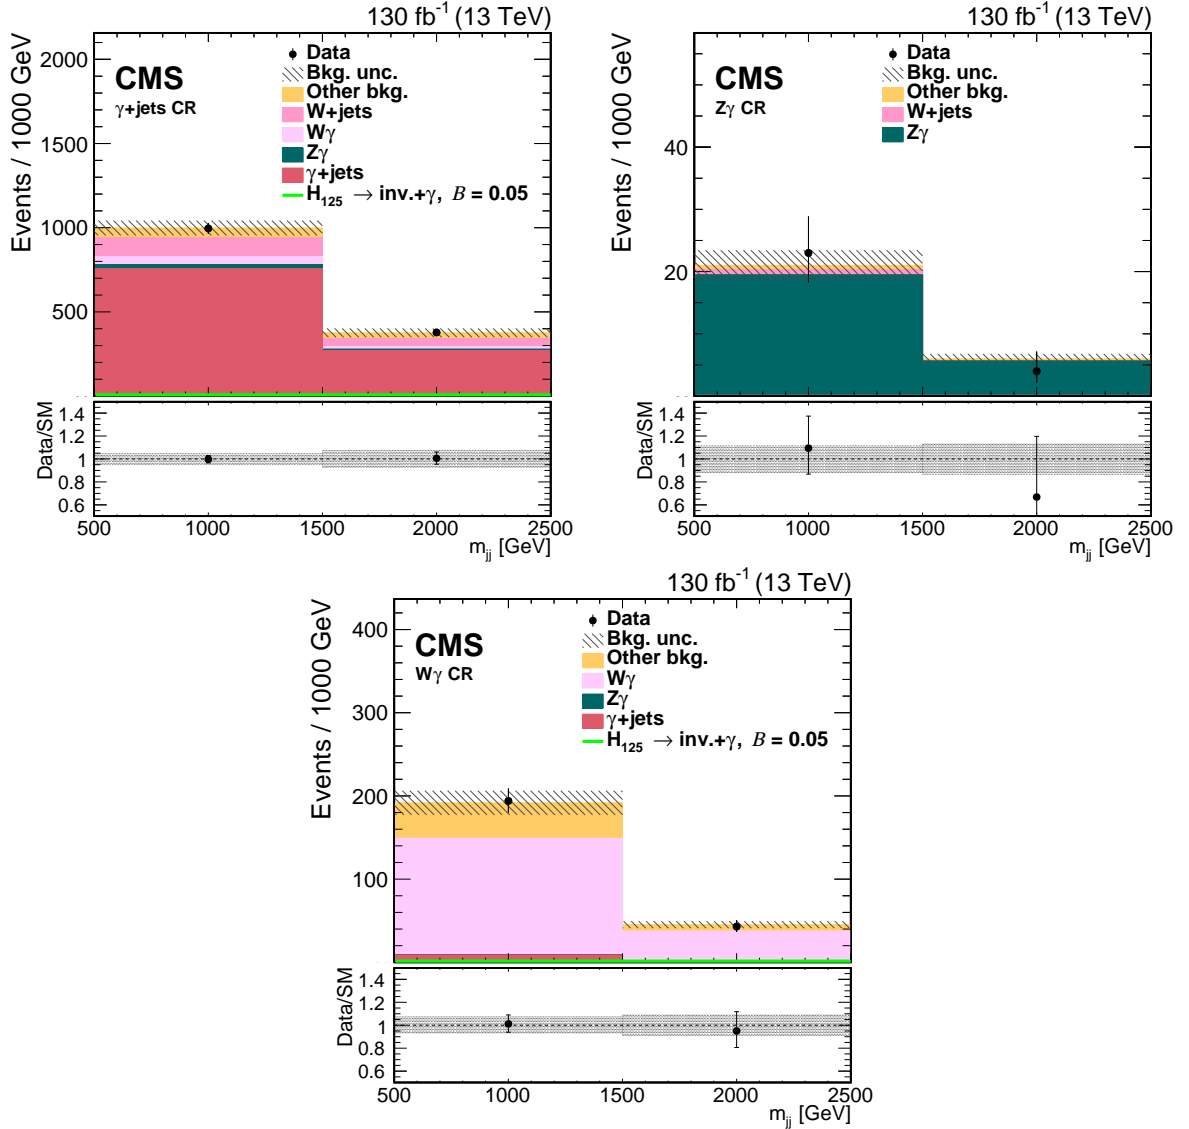 130 fb⁻¹ (13 TeV)
Events / 1000 GeV
2000
1500
1000
500
CMS
γ+jets CR
Data
Bkg. unc.
Other bkg.
W+jets
Wγ
Zγ
γ+jets
H₁₂₅ → inv.+γ, B = 0.05
Data/SM
1.4
1.2
1
0.8
0.6
500 1000 1500 2000 2500
m_jj [GeV]
130 fb⁻¹ (13 TeV)
Events / 1000 GeV
40
20
CMS
Zγ CR
Data
Bkg. unc.
Other bkg.
W+jets
Zγ
Data/SM
1.4
1.2
1
0.8
0.6
500 1000 1500 2000 2500
m_jj [GeV]
130 fb⁻¹ (13 TeV)
Events / 1000 GeV
400
300
200
100
CMS
Wγ CR
Data
Bkg. unc.
Other bkg.
Wγ
Zγ
γ+jets
H₁₂₅ → inv.+γ, B = 0.05
Data/SM
1.4
1.2
1
0.8
0.6
500 1000 1500 2000 2500
m_jj [GeV]